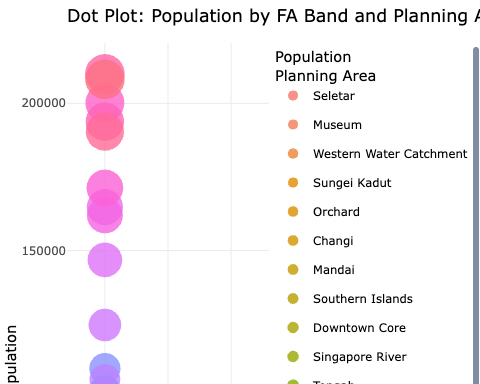 Dot Plot: Population by FA Band and Planning
Population
Planning Area
Seletar
Museum
Western Water Catchment
Sungei Kadut
Orchard
Changi
Mandai
Southern Islands
Downtown Core
Singapore River
200000
150000
pulation